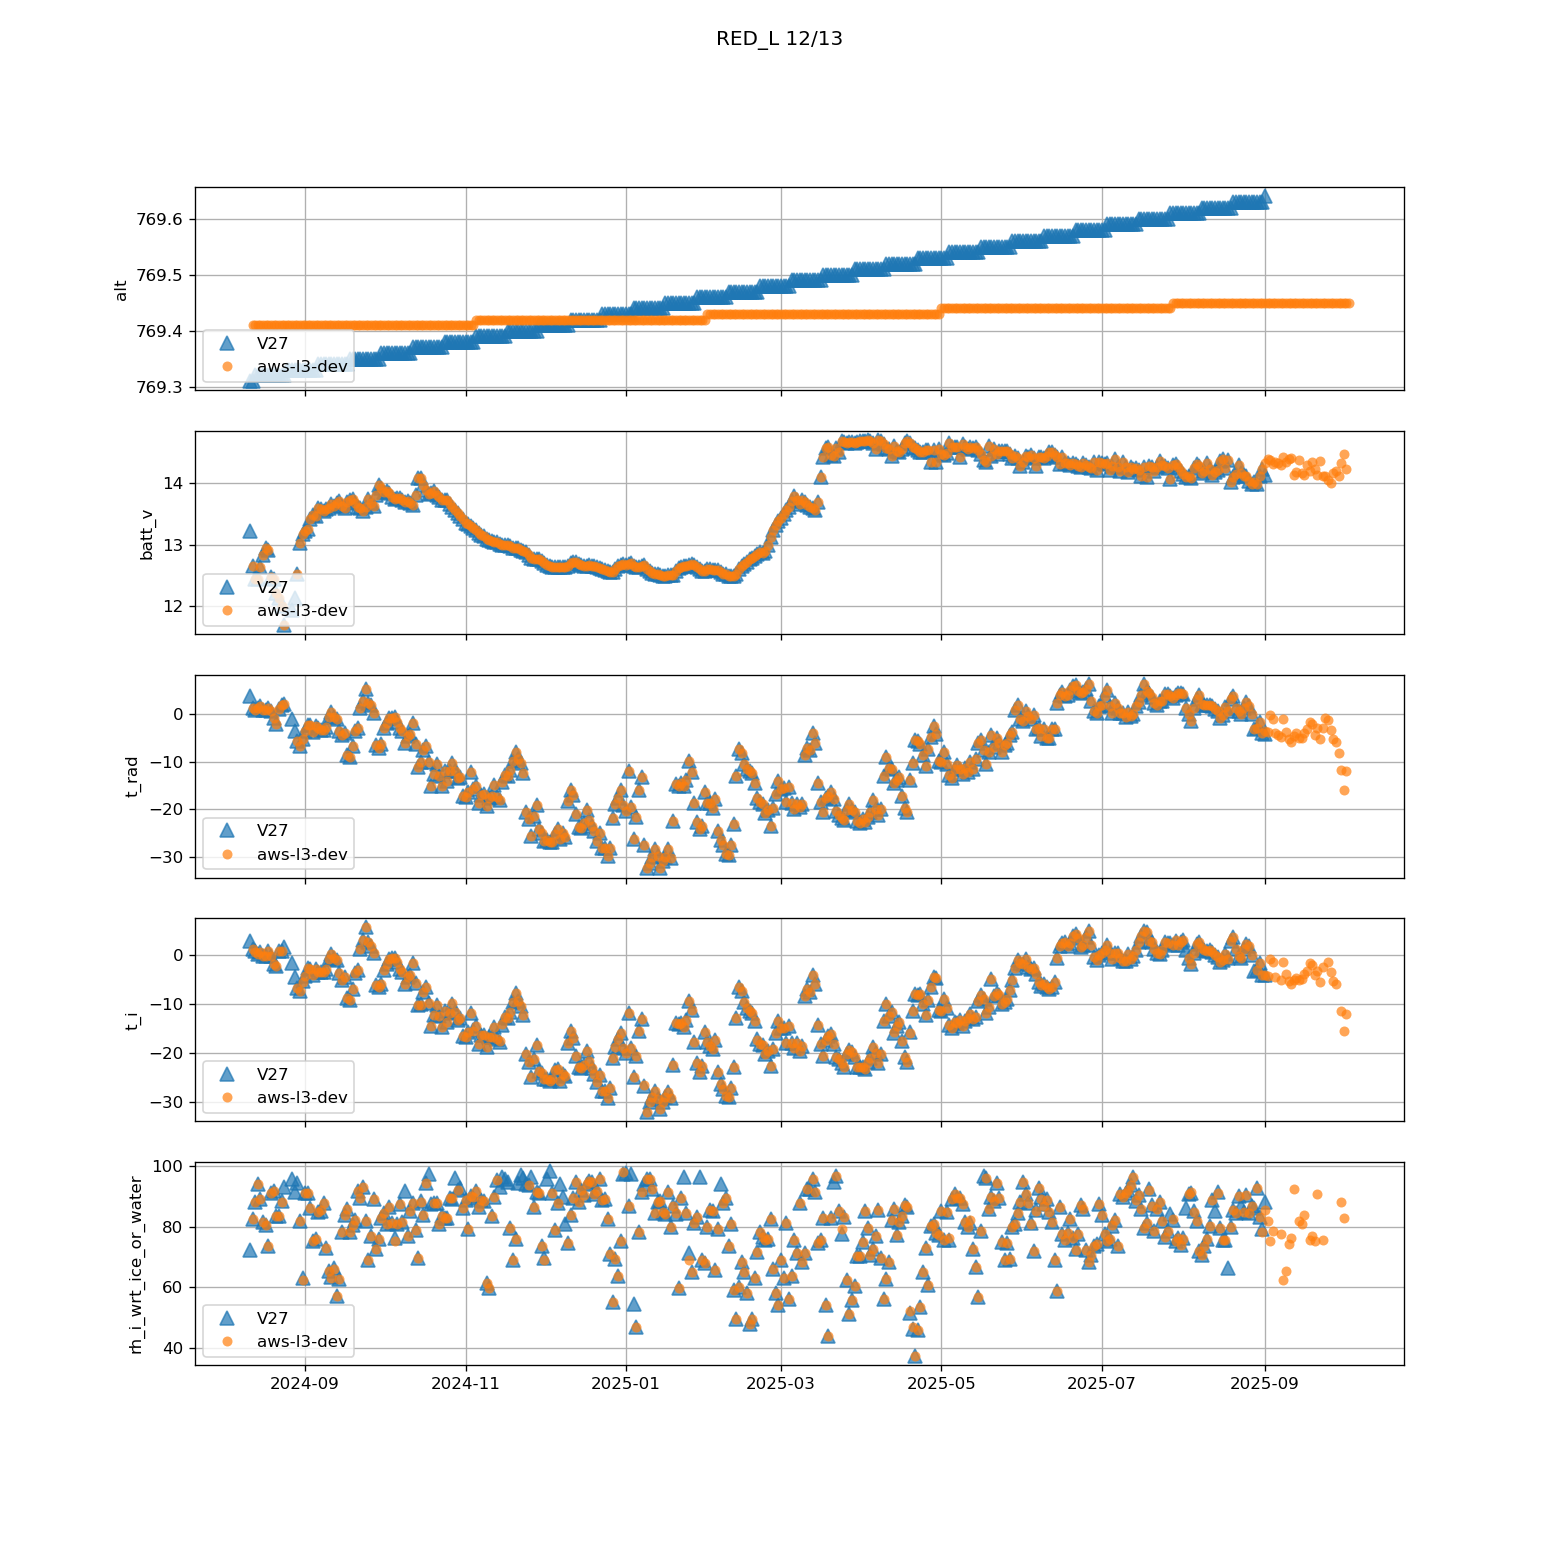 RED_L 12/13
769.6
769.5
769.4
769.3
alt
V27
aws-l3-dev
14
13
12
batt_v
V27
aws-l3-dev
0
−10
−20
−30
t_rad
V27
aws-l3-dev
0
−10
−20
−30
t_i
V27
aws-l3-dev
100
80
60
40
rh_i_wrt_ice_or_water
V27
aws-l3-dev
2024-09 2024-11 2025-01 2025-03 2025-05 2025-07 2025-09